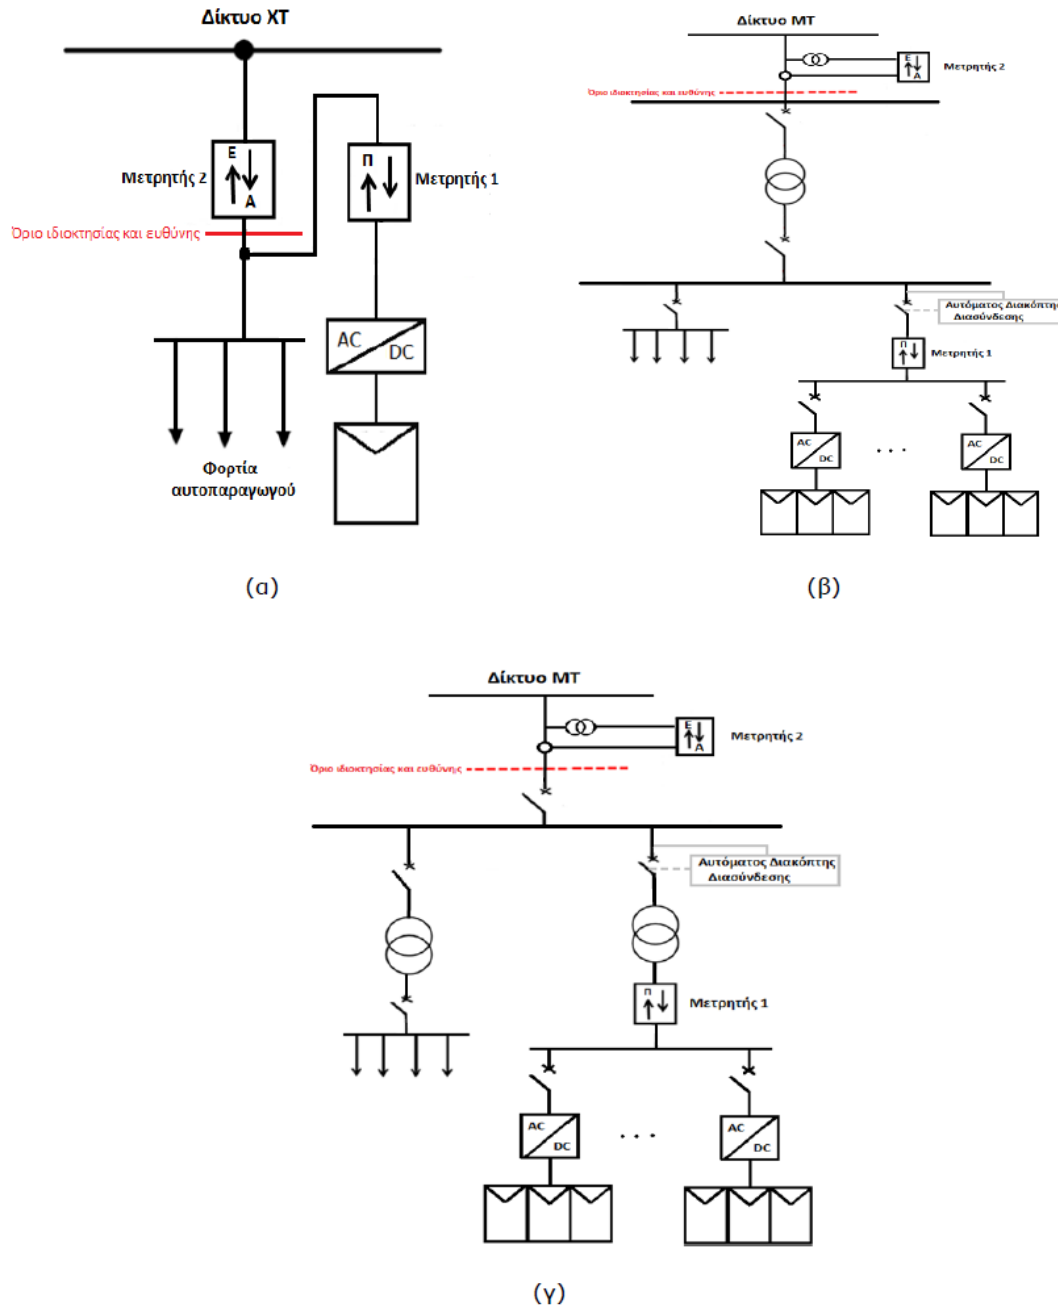 Δίκτυο ΧΤ
Ε
Α
Μετρητής 2
Π
Μετρητής 1
Όριο ιδιοκτησίας και ευθύνης
AC
DC
Φορτία
αυτοπαραγωγού
(α)
Δίκτυο ΜΤ
Ε
Α
Μετρητής 2
Όριο ιδιοκτησίας και ευθύνης
Αυτόματος Διακόπτης
Διασύνδεσης
Π
Μετρητής 1
AC
DC
...
AC
DC
(β)
Δίκτυο ΜΤ
Ε
Α
Μετρητής 2
Όριο ιδιοκτησίας και ευθύνης
Αυτόματος Διακόπτης
Διασύνδεσης
Π
Μετρητής 1
AC
DC
...
AC
DC
(γ)